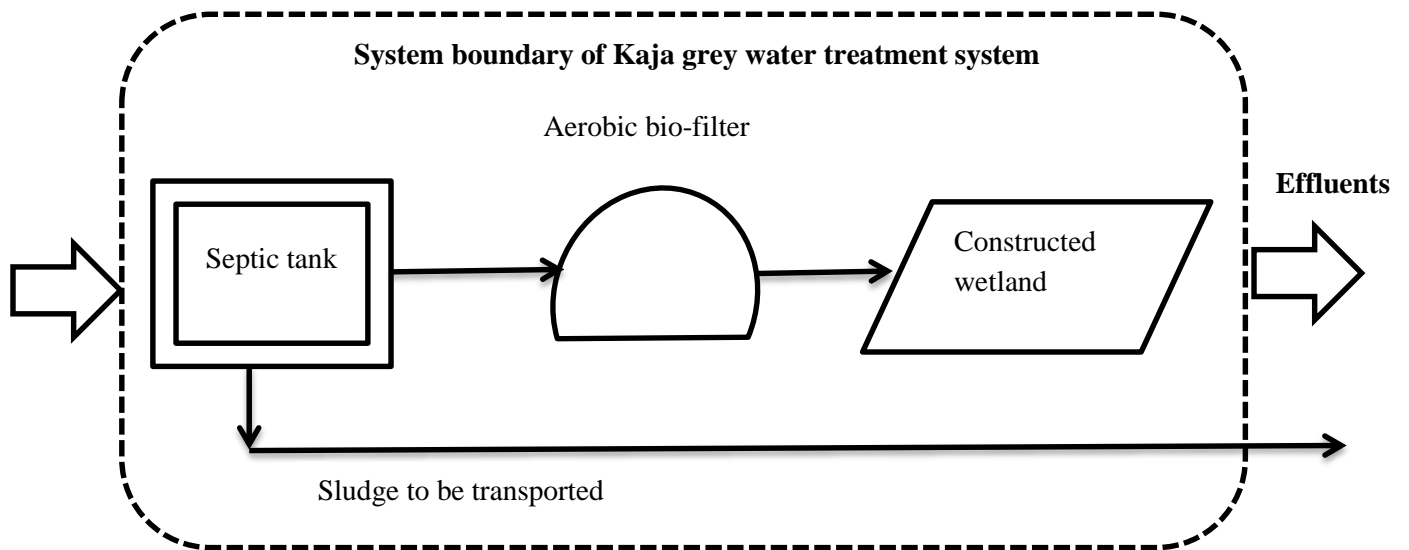 System boundary of Kaja grey water treatment system
Aerobic bio-filter
Effluents
Septic tank
Constructed
wetland
Sludge to be transported